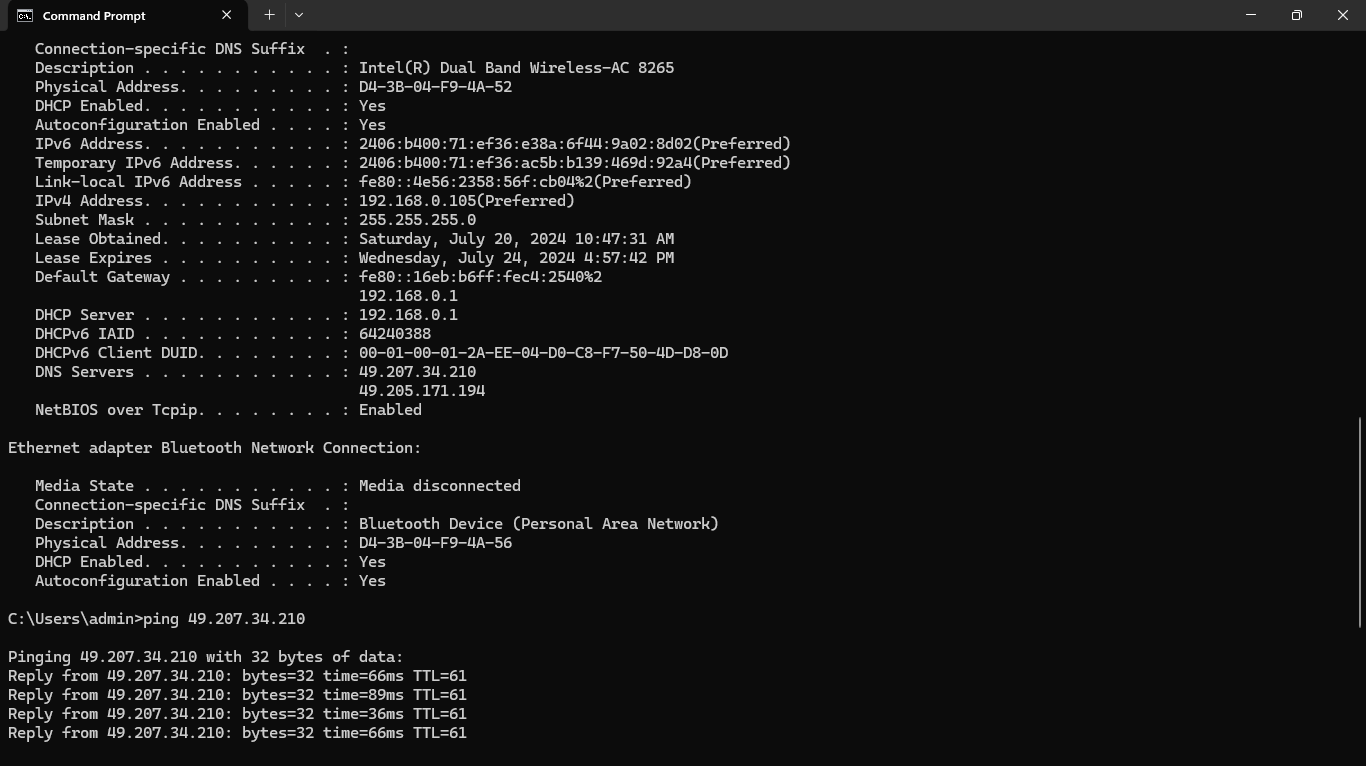 Command Prompt
Connection-specific DNS Suffix  . :
Description . . . . . . . . . . . : Intel(R) Dual Band Wireless-AC 8265
Physical Address. . . . . . . . . : D4-3B-04-F9-4A-52
DHCP Enabled. . . . . . . . . . . : Yes
Autoconfiguration Enabled . . . . : Yes
IPv6 Address. . . . . . . . . . . : 2406:b400:71:ef36:e38a:6f44:9a02:8d02(Preferred)
Temporary IPv6 Address. . . . . . : 2406:b400:71:ef36:ac5b:b139:469d:92a4(Preferred)
Link-local IPv6 Address . . . . . : fe80::4e56:2358:56f:cb04%2(Preferred)
IPv4 Address. . . . . . . . . . . : 192.168.0.105(Preferred)
Subnet Mask . . . . . . . . . . . : 255.255.255.0
Lease Obtained. . . . . . . . . . : Saturday, July 20, 2024 10:47:31 AM
Lease Expires . . . . . . . . . . : Wednesday, July 24, 2024 4:57:42 PM
Default Gateway . . . . . . . . . : fe80::16eb:b6ff:fec4:2540%2
192.168.0.1
DHCP Server . . . . . . . . . . . : 192.168.0.1
DHCPv6 IAID . . . . . . . . . . . : 64240388
DHCPv6 Client DUID. . . . . . . . : 00-01-00-01-2A-EE-04-D0-C8-F7-50-4D-D8-0D
DNS Servers . . . . . . . . . . . : 49.207.34.210
49.205.171.194
NetBIOS over Tcpip. . . . . . . . : Enabled
Ethernet adapter Bluetooth Network Connection:
Media State . . . . . . . . . . . : Media disconnected
Connection-specific DNS Suffix  . :
Description . . . . . . . . . . . : Bluetooth Device (Personal Area Network)
Physical Address. . . . . . . . . : D4-3B-04-F9-4A-56
DHCP Enabled. . . . . . . . . . . : Yes
Autoconfiguration Enabled . . . . : Yes
C:\Users\admin>ping 49.207.34.210
Pinging 49.207.34.210 with 32 bytes of data:
Reply from 49.207.34.210: bytes=32 time=66ms TTL=61
Reply from 49.207.34.210: bytes=32 time=89ms TTL=61
Reply from 49.207.34.210: bytes=32 time=36ms TTL=61
Reply from 49.207.34.210: bytes=32 time=66ms TTL=61